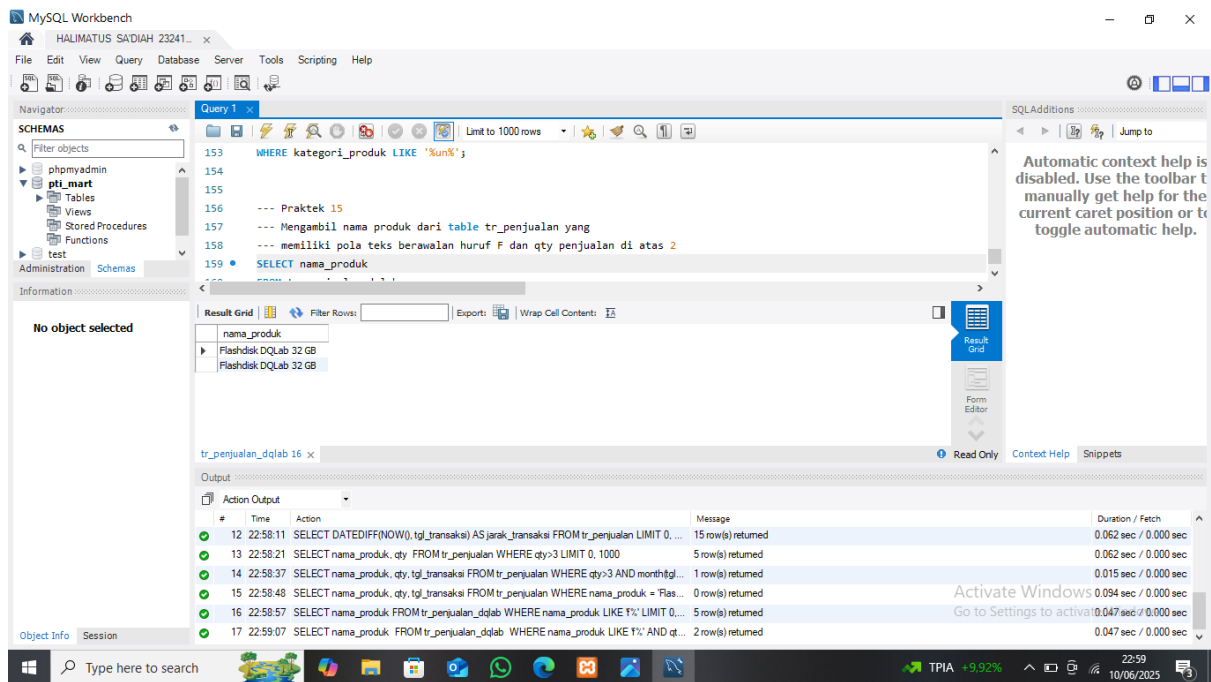 MySQL Workbench
HALIMATUS SA'DIAH 23241...
File Edit View Query Database Server Tools Scripting Help
Navigator
SCHEMAS
Filter objects
phpmyadmin
pti_mart
Tables
Views
Stored Procedures
Functions
test
Administration Schemas
Information
No object selected
Object Info Session
Query 1
Limit to 1000 rows
153 WHERE kategori_produk LIKE '%un%';
154
155
156 --- Praktek 15
157 --- Mengambil nama produk dari table tr_penjualan yang
158 --- memiliki pola teks berawalan huruf F dan qty penjualan di atas 2
159 SELECT nama_produk
Result Grid Filter Rows: Export: Wrap Cell Content:
nama_produk
Flashdisk DQLab 32 GB
Flashdisk DQLab 32 GB
Result Grid
Form Editor
tr_penjualan_dqlab 16
Read Only
SQLAdditions
Jump to
Automatic context help is
disabled. Use the toolbar t
manually get help for the
current caret position or to
toggle automatic help.
Context Help Snippets
Output
Action Output
# Time Action Message Duration / Fetch
12 22:58:11 SELECT DATEDIFF(NOW(), tgl_transaksi) AS jarak_transaksi FROM tr_penjualan LIMIT 0, ... 15 row(s) returned 0.062 sec / 0.000 sec
13 22:58:21 SELECT nama_produk, qty FROM tr_penjualan WHERE qty>3 LIMIT 0, 1000 5 row(s) returned 0.062 sec / 0.000 sec
14 22:58:37 SELECT nama_produk, qty, tgl_transaksi FROM tr_penjualan WHERE qty>3 AND month(tgl... 1 row(s) returned 0.015 sec / 0.000 sec
15 22:58:48 SELECT nama_produk, qty, tgl_transaksi FROM tr_penjualan WHERE nama_produk = 'Flas... 0 row(s) returned 0.094 sec / 0.000 sec
16 22:58:57 SELECT nama_produk FROM tr_penjualan_dqlab WHERE nama_produk LIKE 'f%' LIMIT 0,... 5 row(s) returned 0.047 sec / 0.000 sec
17 22:59:07 SELECT nama_produk FROM tr_penjualan_dqlab WHERE nama_produk LIKE 'f%' AND qt... 2 row(s) returned 0.047 sec / 0.000 sec
Activate Windows
Go to Settings to activate Windows.
Type here to search
TPIA +9,92%
22:59
10/06/2025
3